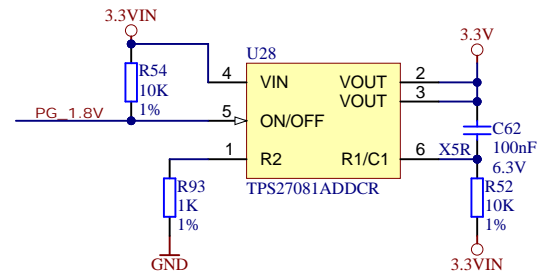 3.3VIN
3.3V
U28
R54
10K
1%
4
VIN
VOUT
2
VOUT
3
PG_1.8V
5
ON/OFF
C62
100nF
6.3V
1
R2
R1/C1
6
X5R
TPS27081ADDCR
R93
1K
1%
R52
10K
1%
GND
3.3VIN